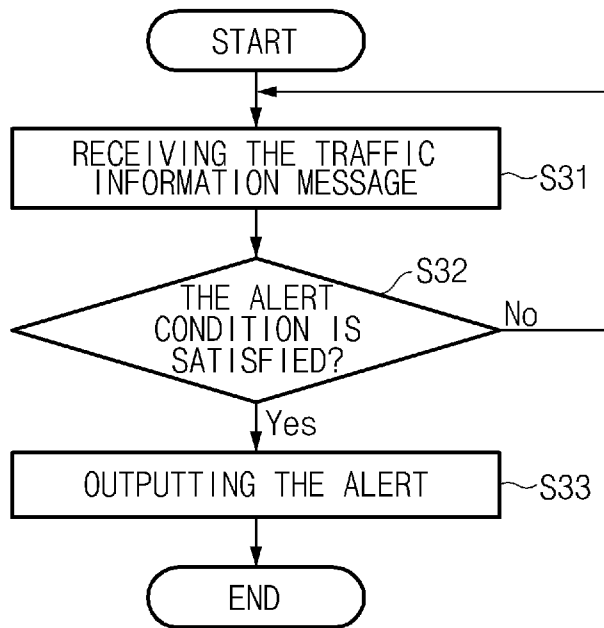 START
RECEIVING THE TRAFFIC
INFORMATION MESSAGE
S31
S32
THE ALERT
CONDITION IS
SATISFIED?
No
Yes
OUTPUTTING THE ALERT
S33
END